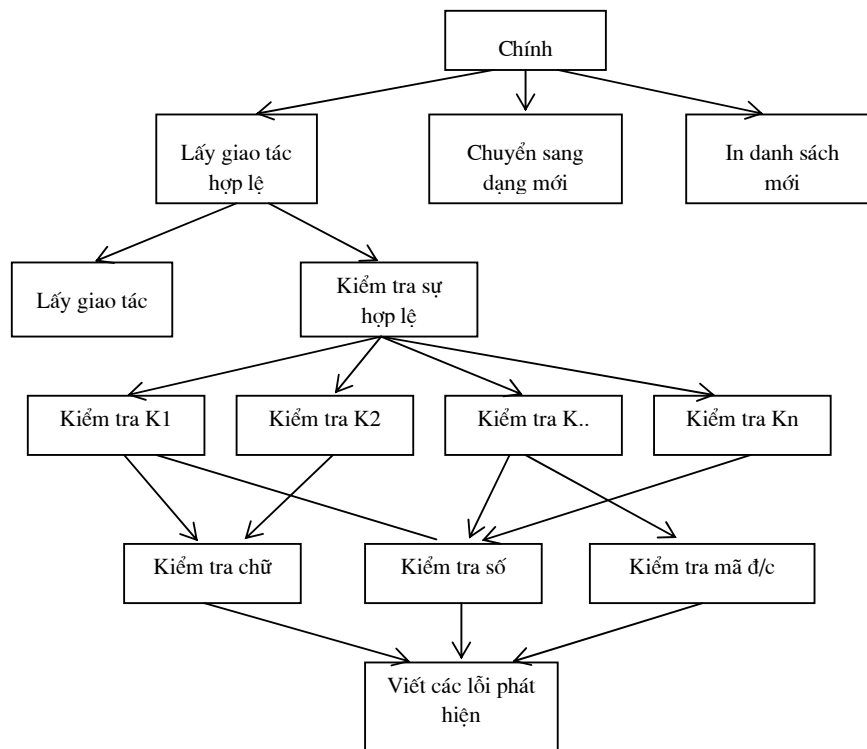 Chính
Lấy giao tác
hợp lệ
Chuyển sang
dạng mới
In danh sách
mới
Lấy giao tác
Kiểm tra sự
hợp lệ
Kiểm tra K1
Kiểm tra K2
Kiểm tra K..
Kiểm tra Kn
Kiểm tra chữ
Kiểm tra số
Kiểm tra mã đ/c
Viết các lỗi phát
hiện